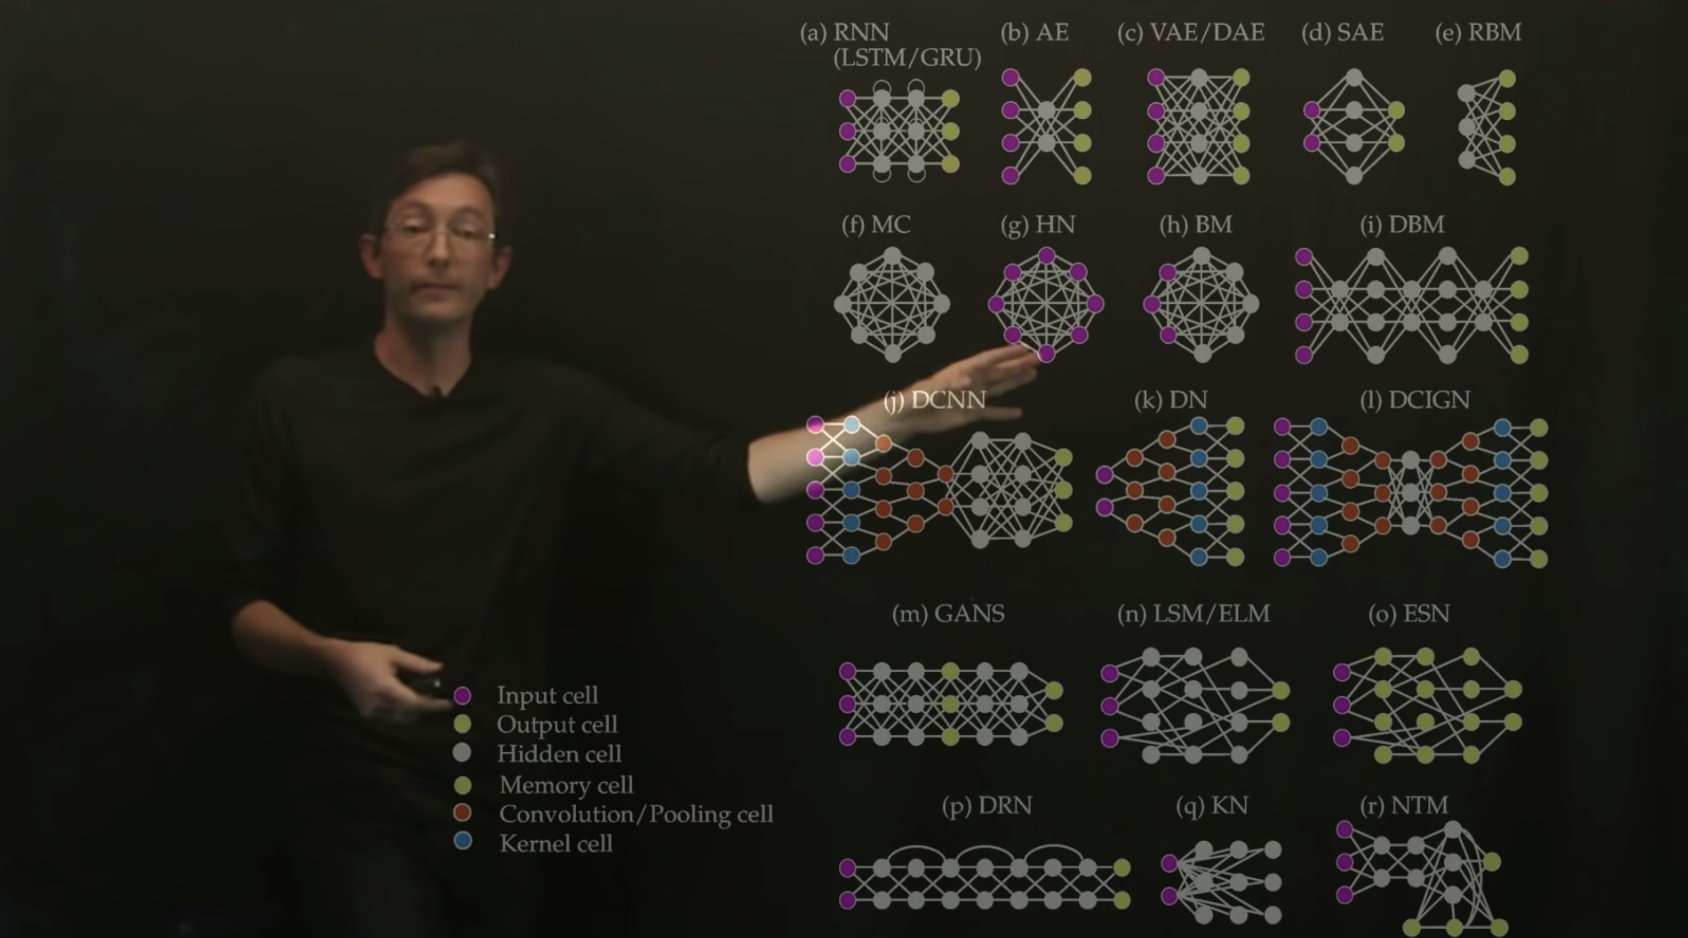 (a) RNN
(LSTM/GRU)
(b) AE
(c) VAE/DAE
(d) SAE
(e) RBM
(f) MC
(g) HN
(h) BM
(i) DBM
(j) DCNN
(k) DN
(l) DCIGN
(m) GANS
(n) LSM/ELM
(o) ESN
Input cell
Output cell
Hidden cell
Memory cell
Convolution/Pooling cell
Kernel cell
(p) DRN
(q) KN
(r) NTM